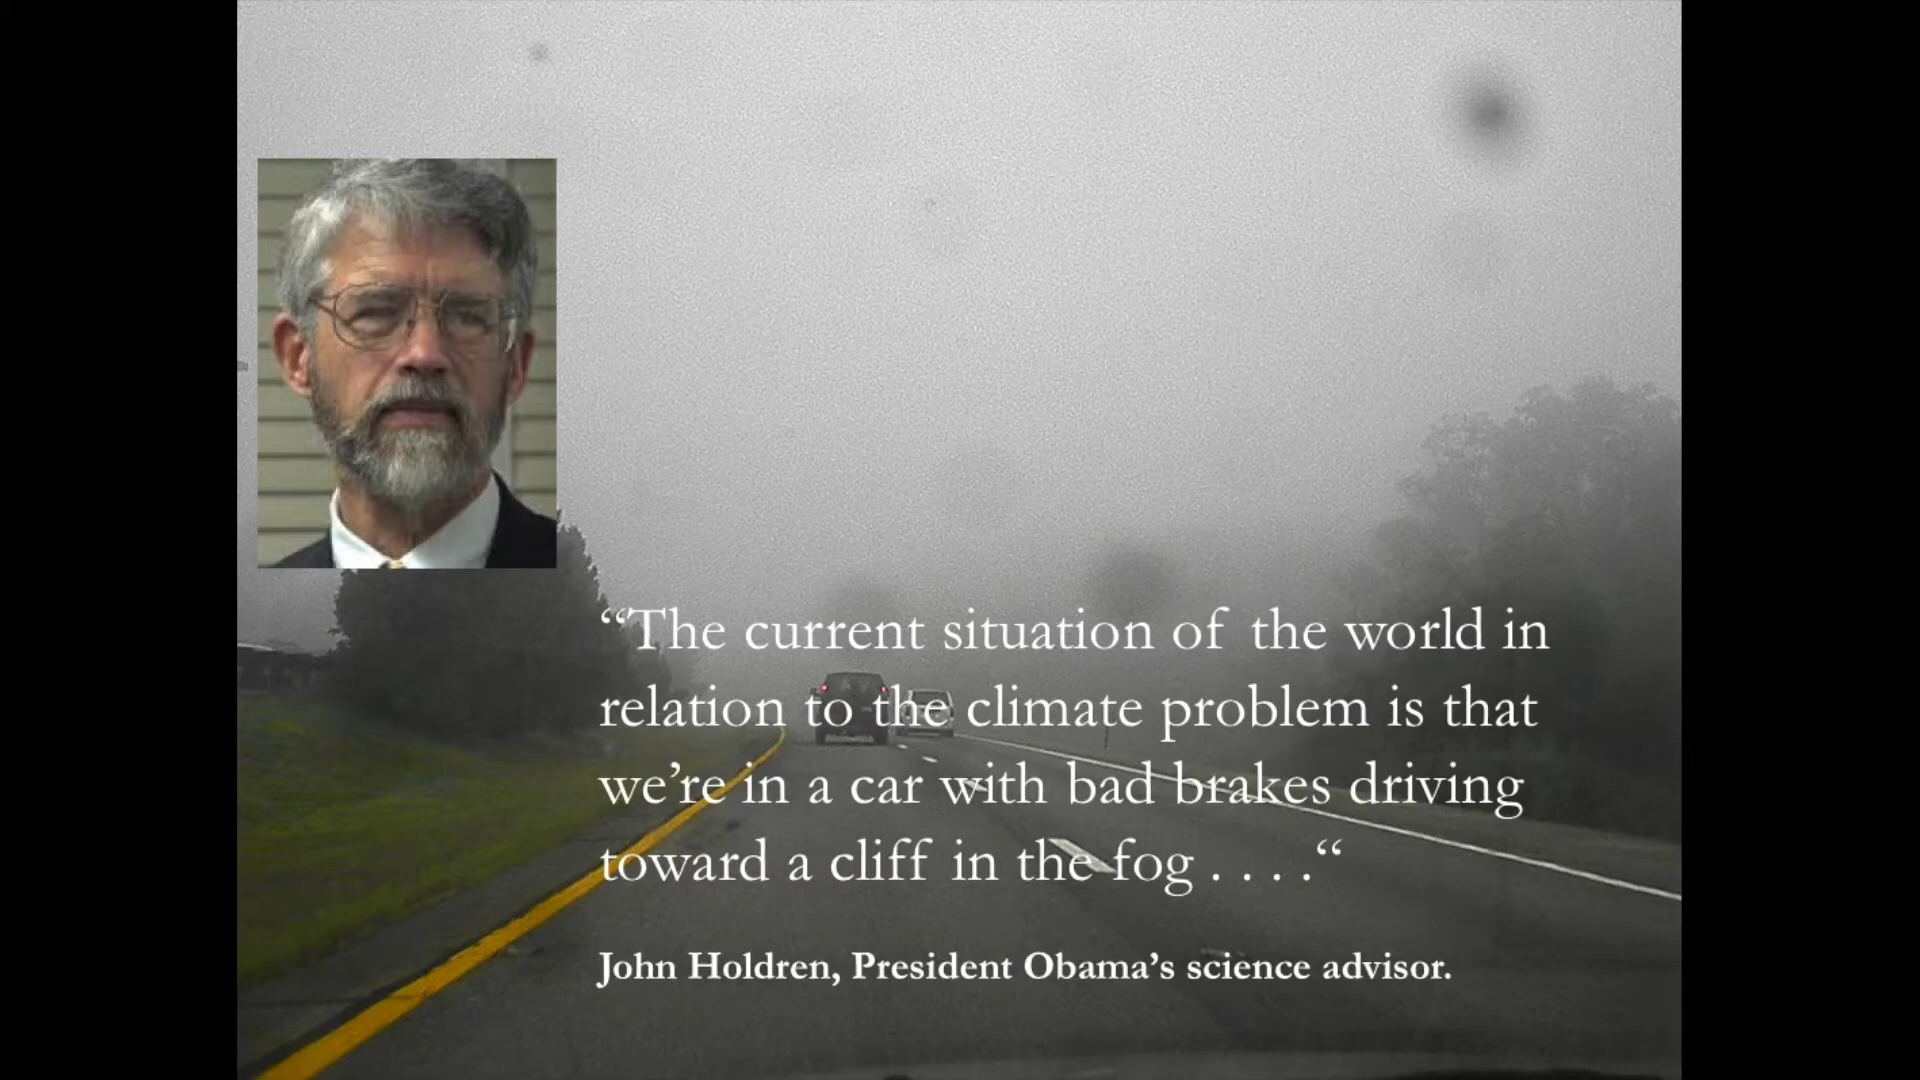 “The current situation of the world in
relation to the climate problem is that
we’re in a car with bad brakes driving
toward a cliff in the fog . . . .“
John Holdren, President Obama’s science advisor.